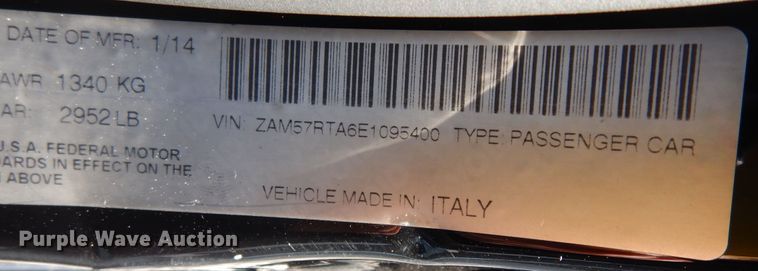 DATE OF MFR: 1/14
AWR 1340 KG
AR: 2952 LB
VIN: ZAM57RTA6E1095400 TYPE: PASSENGER CAR
U.S.A. FEDERAL MOTOR
DARDS IN EFFECT ON THE
ABOVE
VEHICLE MADE IN: ITALY
Purple Wave Auction